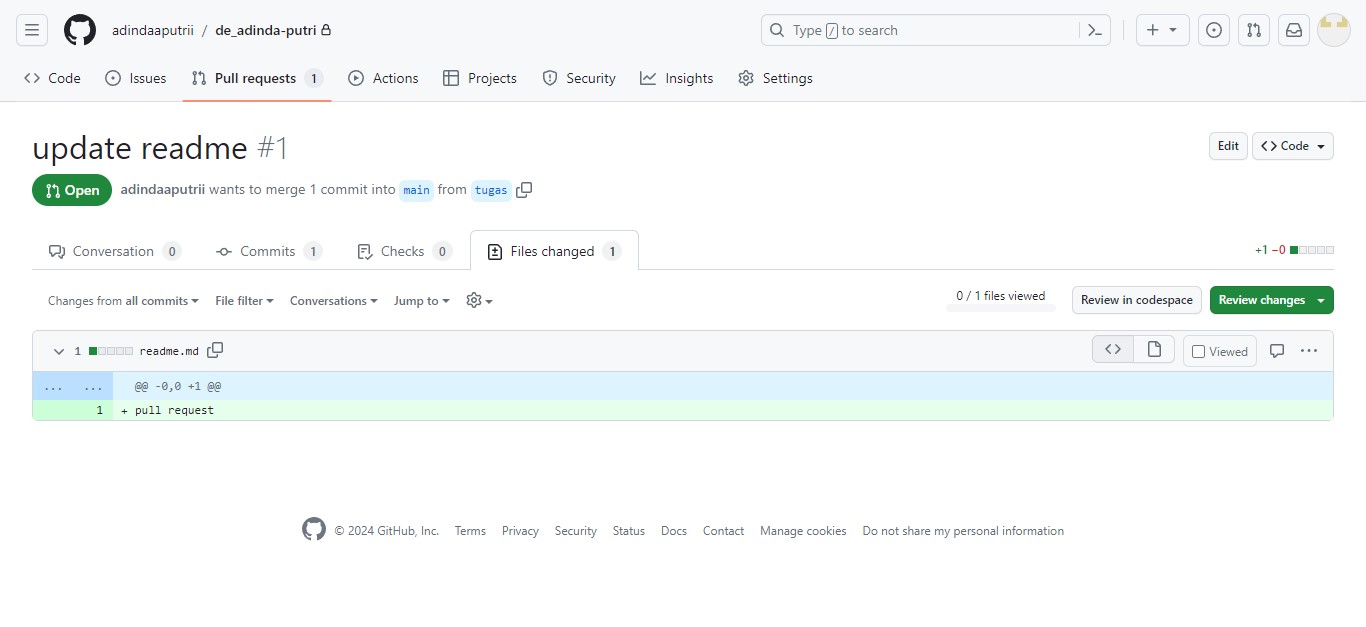 adindaaputrii / de_adinda-putri
Type / to search
Code Issues Pull requests 1 Actions Projects Security Insights Settings
update readme #1
Edit Code
Open adindaaputrii wants to merge 1 commit into main from tugas
Conversation 0 Commits 1 Checks 0 Files changed 1
+1 −0
Changes from all commits File filter Conversations Jump to
0 / 1 files viewed
Review in codespace Review changes
1 readme.md
Viewed
... ... @@ -0,0 +1 @@
1 + pull request
© 2024 GitHub, Inc. Terms Privacy Security Status Docs Contact Manage cookies Do not share my personal information